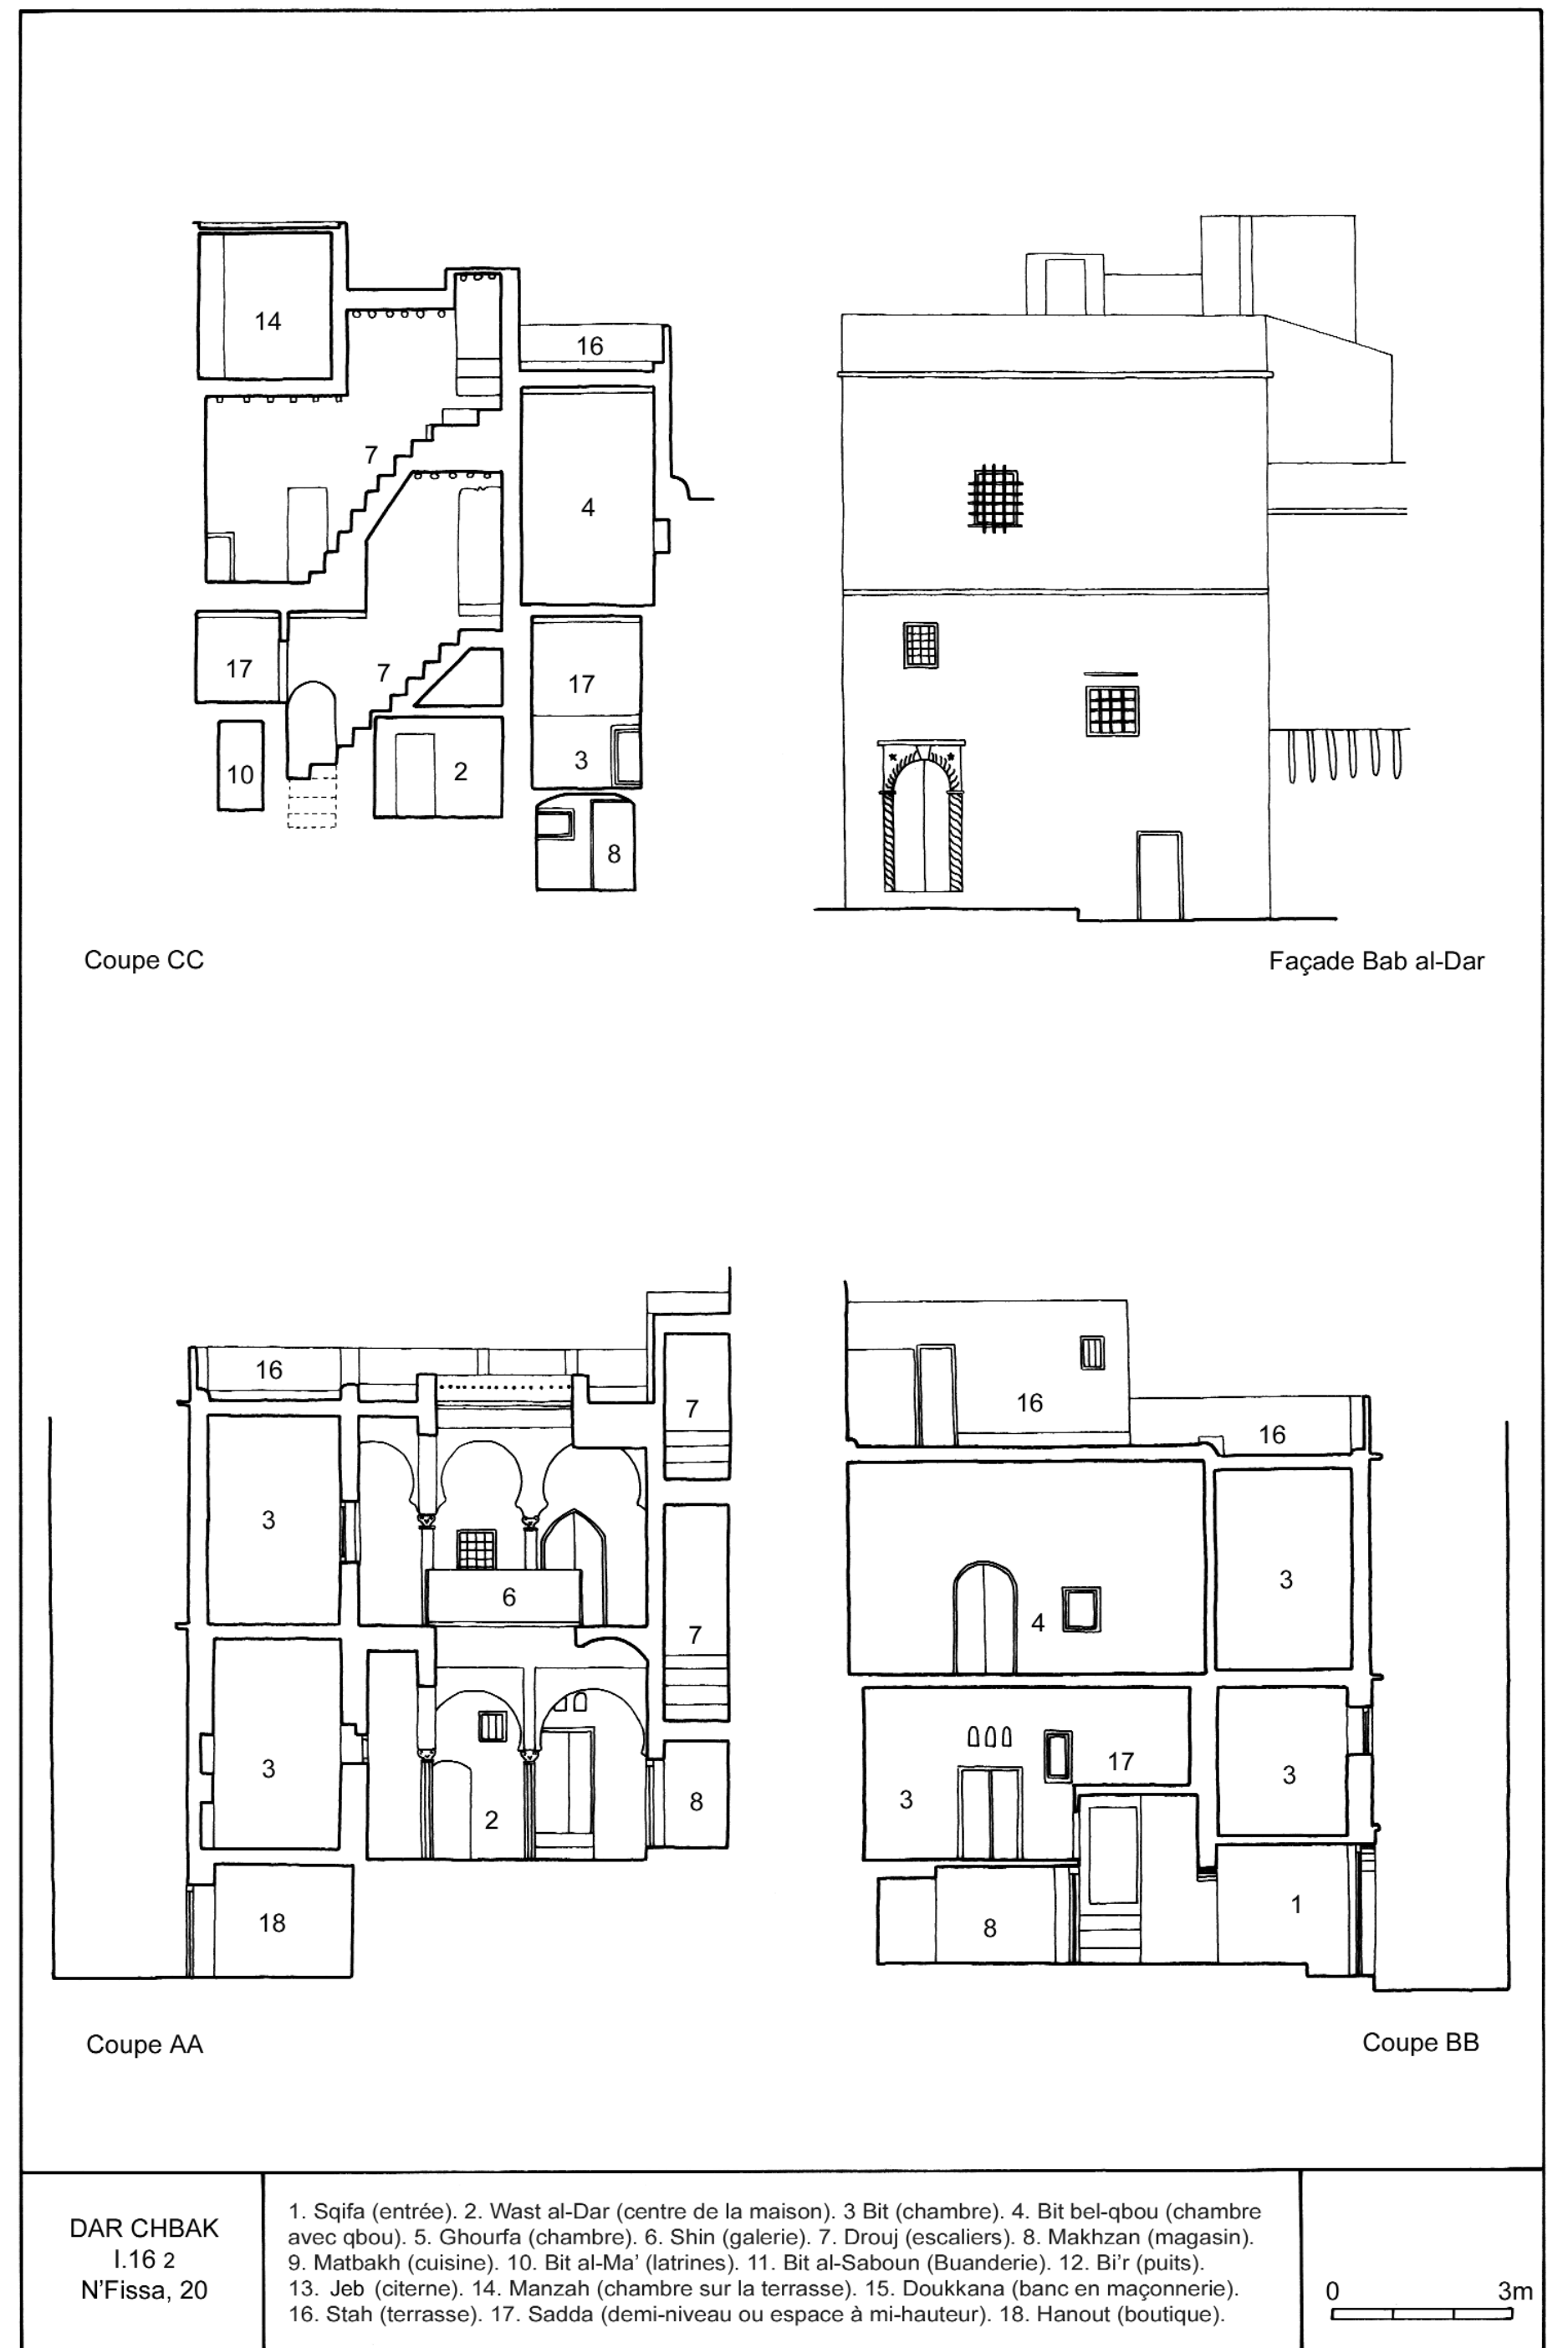 14
16
7
4
17
7
17
10
2
3
8
Coupe CC
Façade Bab al-Dar
16
7
3
6
7
3
2
8
18
Coupe AA
16
16
3
4
17
3
3
1
8
Coupe BB
DAR CHBAK
I.16 2
N’Fissa, 20
1. Sqifa (entrée). 2. Wast al-Dar (centre de la maison). 3 Bit (chambre). 4. Bit bel-qbou (chambre
avec qbou). 5. Ghourfa (chambre). 6. Shin (galerie). 7. Drouj (escaliers). 8. Makhzan (magasin).
9. Matbakh (cuisine). 10. Bit al-Ma’ (latrines). 11. Bit al-Saboun (Buanderie). 12. Bi’r (puits).
13. Jeb (citerne). 14. Manzah (chambre sur la terrasse). 15. Doukkana (banc en maçonnerie).
16. Stah (terrasse). 17. Sadda (demi-niveau ou espace à mi-hauteur). 18. Hanout (boutique).
0 3m